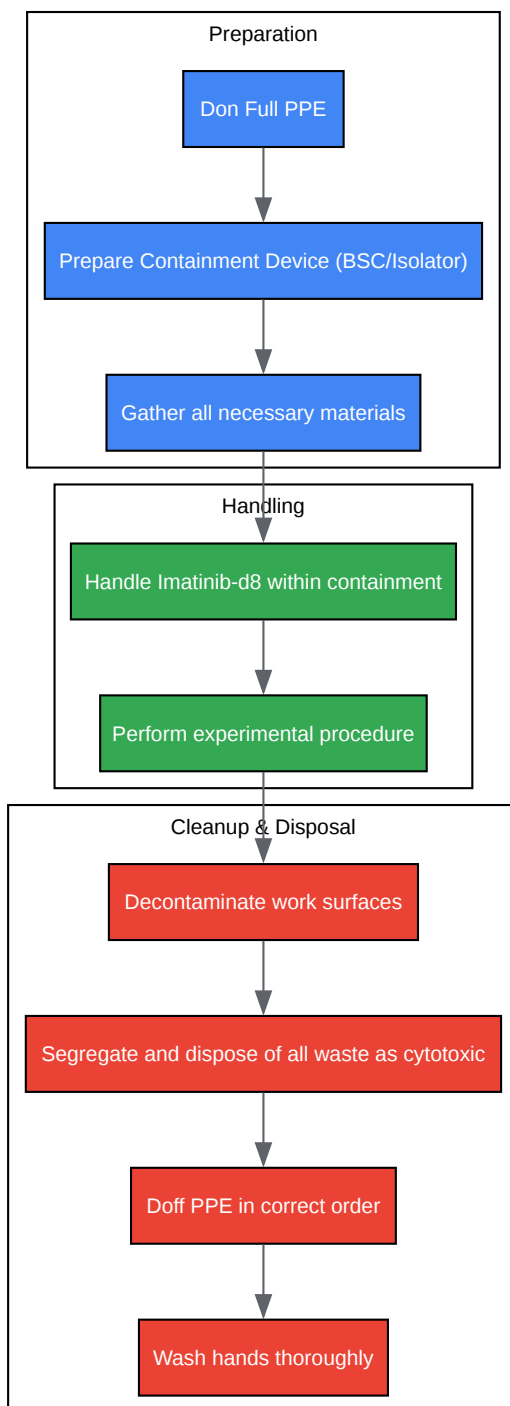 Preparation
Don Full PPE
Prepare Containment Device (BSC/Isolator)
Gather all necessary materials
Handling
Handle Imatinib-d8 within containment
Perform experimental procedure
Cleanup & Disposal
Decontaminate work surfaces
Segregate and dispose of all waste as cytotoxic
Doff PPE in correct order
Wash hands thoroughly